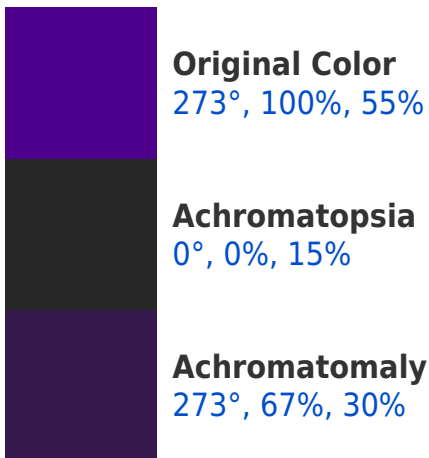 Original Color
273°, 100%, 55%
Achromatopsia
0°, 0%, 15%
Achromatomaly
273°, 67%, 30%